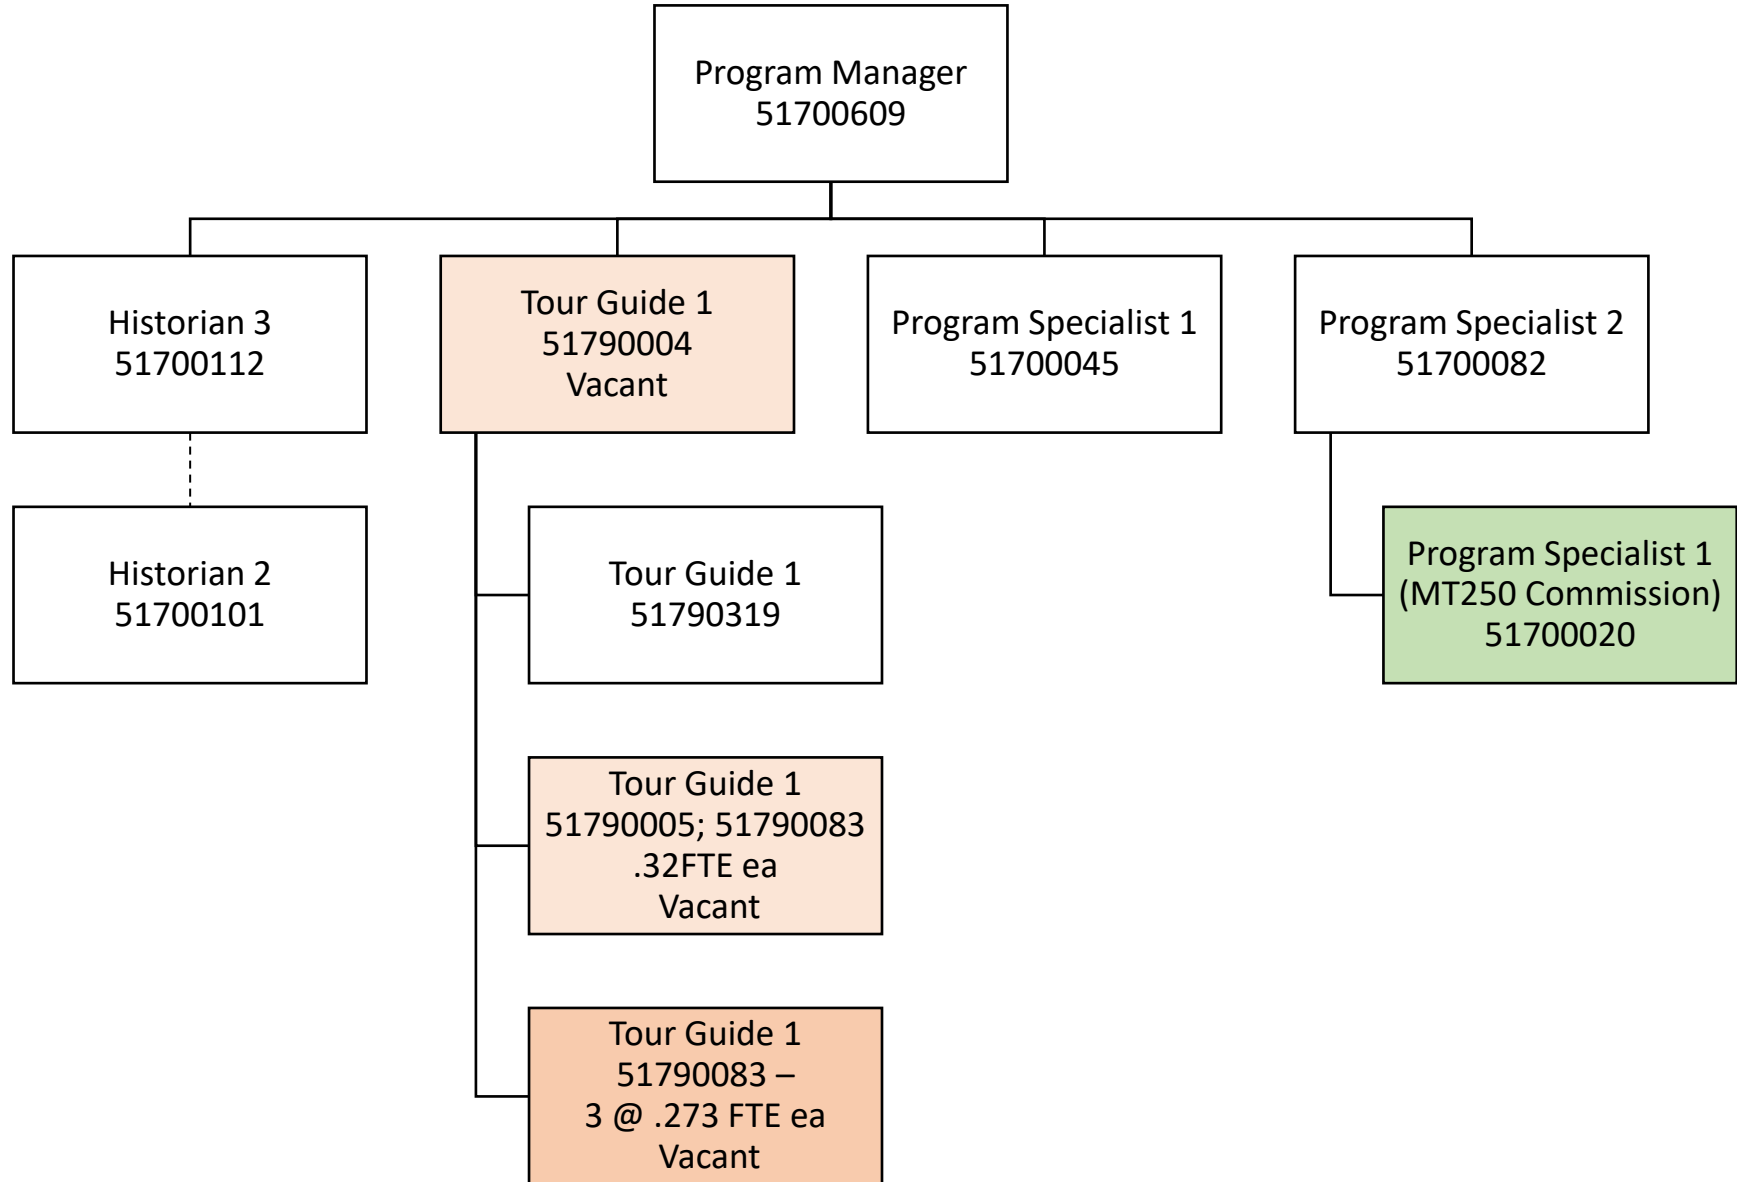 Program Manager
51700609
Historian 3
51700112
Tour Guide 1
51790004
Vacant
Program Specialist 1
51700045
Program Specialist 2
51700082
Historian 2
51700101
Tour Guide 1
51790319
Program Specialist 1
(MT250 Commission)
51700020
Tour Guide 1
51790005; 51790083
.32FTE ea
Vacant
Tour Guide 1
51790083 –
3 @ .273 FTE ea
Vacant